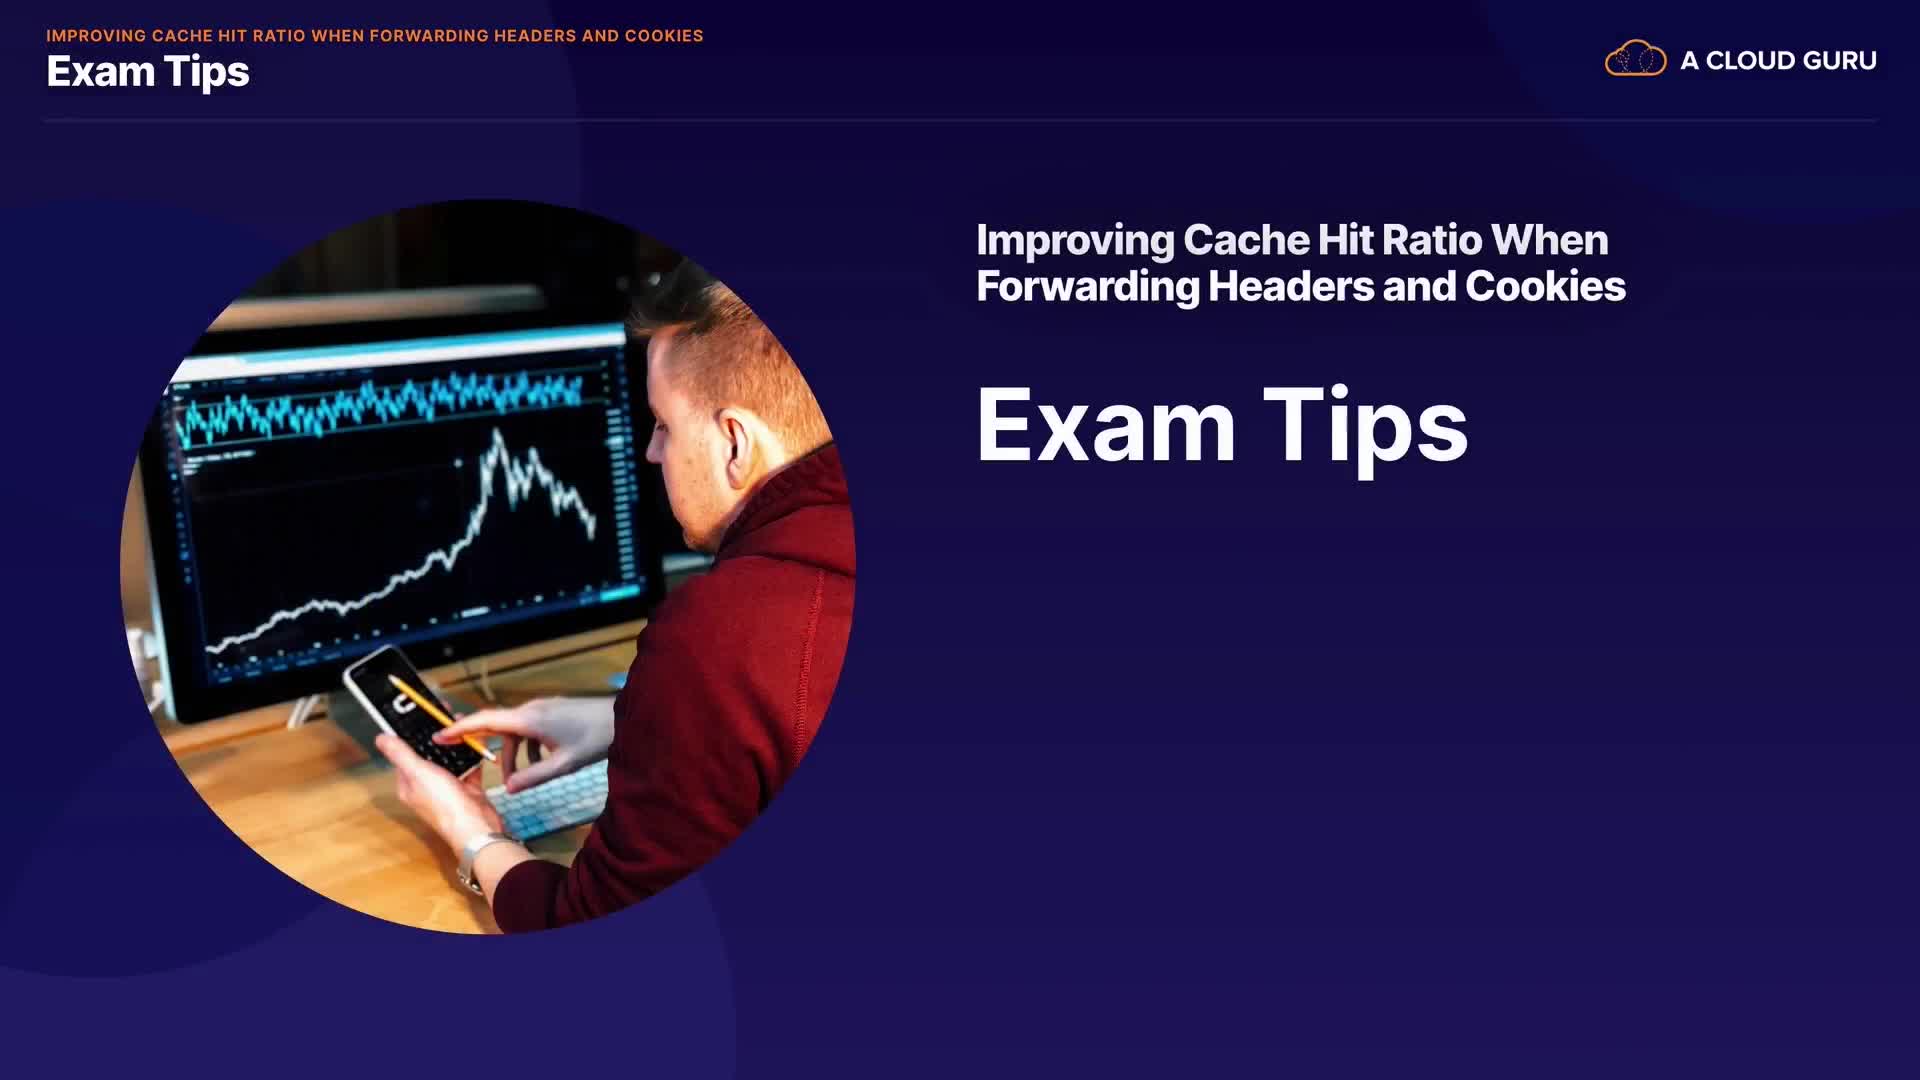 IMPROVING CACHE HIT RATIO WHEN FORWARDING HEADERS AND COOKIES
Exam Tips
A CLOUD GURU
Improving Cache Hit Ratio When
Forwarding Headers and Cookies
Exam Tips